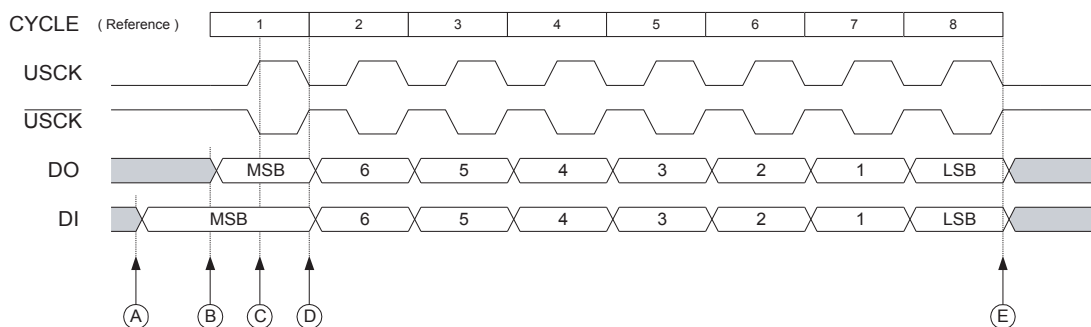 CYCLE ( Reference ) 1 2 3 4 5 6 7 8
USCK
USCK
DO MSB 6 5 4 3 2 1 LSB
DI MSB 6 5 4 3 2 1 LSB
A B C D E